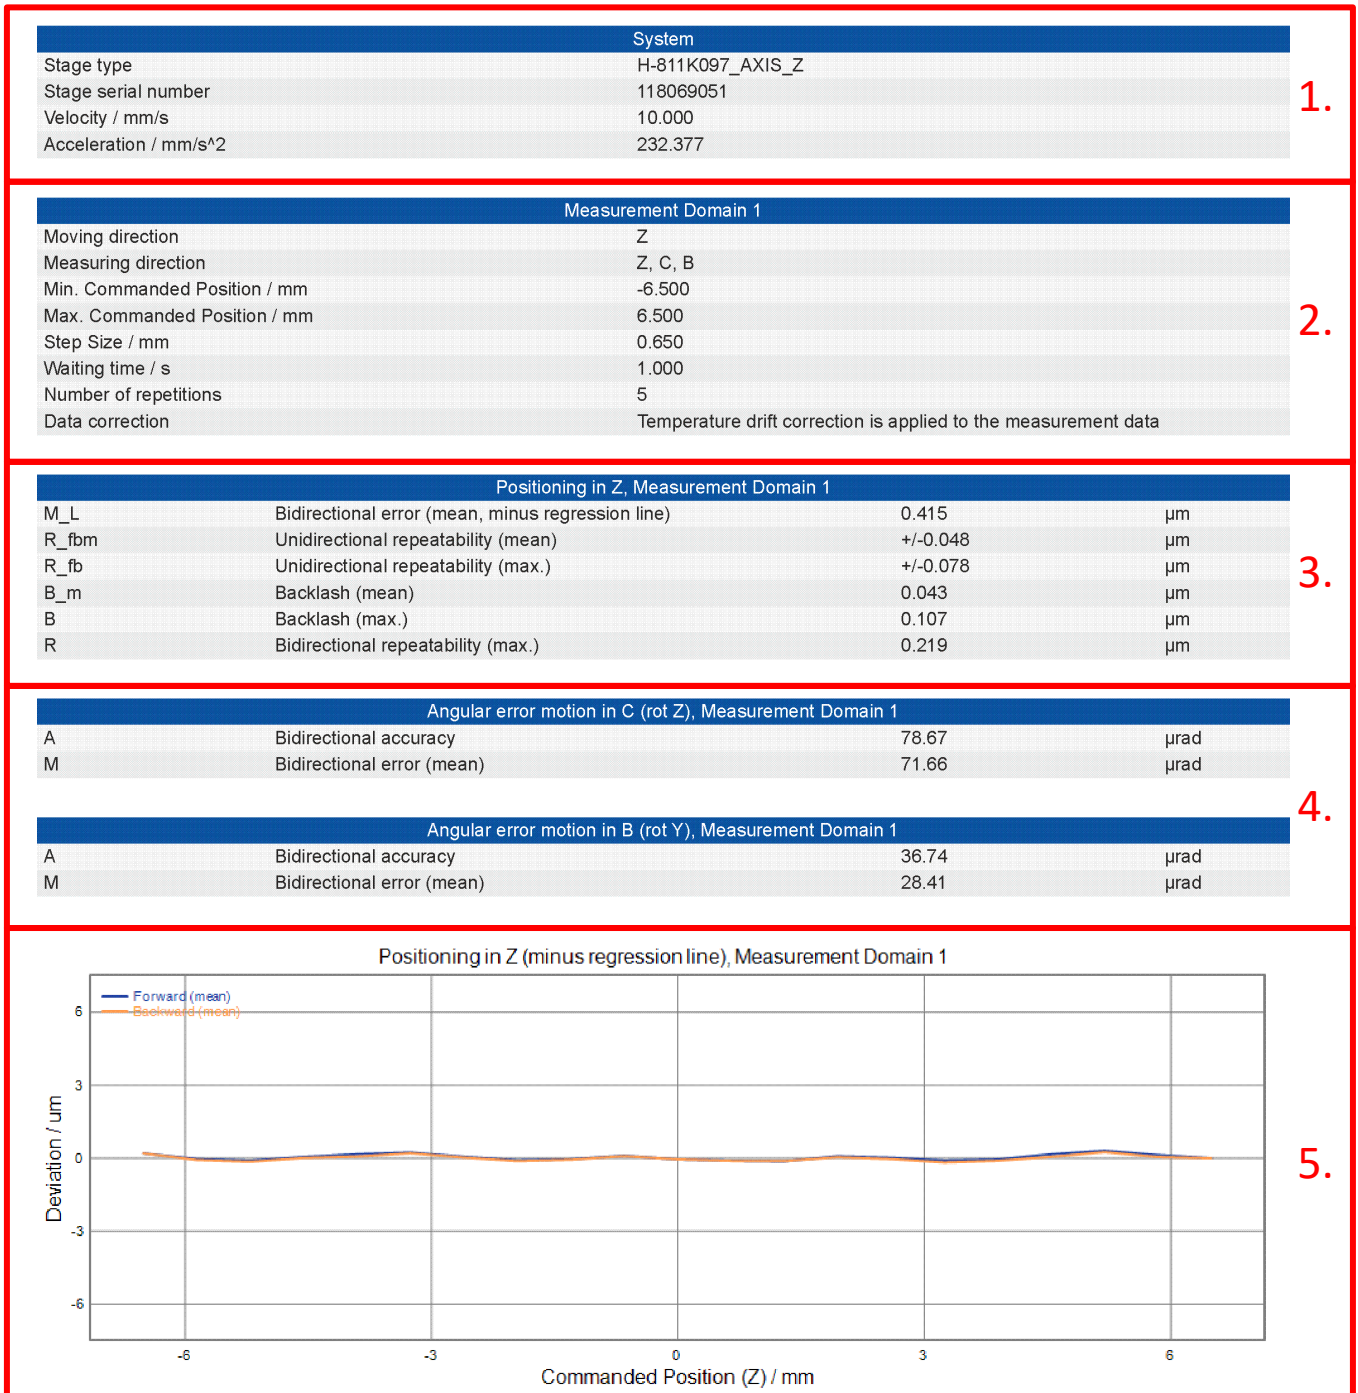 System
Stage type H-811K097_AXIS_Z
Stage serial number 118069051
Velocity / mm/s 10.000
Acceleration / mm/s^2 232.377
1.
Measurement Domain 1
Moving direction Z
Measuring direction Z, C, B
Min. Commanded Position / mm -6.500
Max. Commanded Position / mm 6.500
Step Size / mm 0.650
Waiting time / s 1.000
Number of repetitions 5
Data correction Temperature drift correction is applied to the measurement data
2.
Positioning in Z, Measurement Domain 1
M_L Bidirectional error (mean, minus regression line) 0.415 µm
R_fbm Unidirectional repeatability (mean) +/-0.048 µm
R_fb Unidirectional repeatability (max.) +/-0.078 µm
B_m Backlash (mean) 0.043 µm
B Backlash (max.) 0.107 µm
R Bidirectional repeatability (max.) 0.219 µm
3.
Angular error motion in C (rot Z), Measurement Domain 1
A Bidirectional accuracy 78.67 µrad
M Bidirectional error (mean) 71.66 µrad
Angular error motion in B (rot Y), Measurement Domain 1
A Bidirectional accuracy 36.74 µrad
M Bidirectional error (mean) 28.41 µrad
4.
Positioning in Z (minus regression line), Measurement Domain 1
Forward (mean)
Backward (mean)
6
3
0
-3
-6
Deviation / um
-6 -3 0 3 6
Commanded Position (Z) / mm
5.